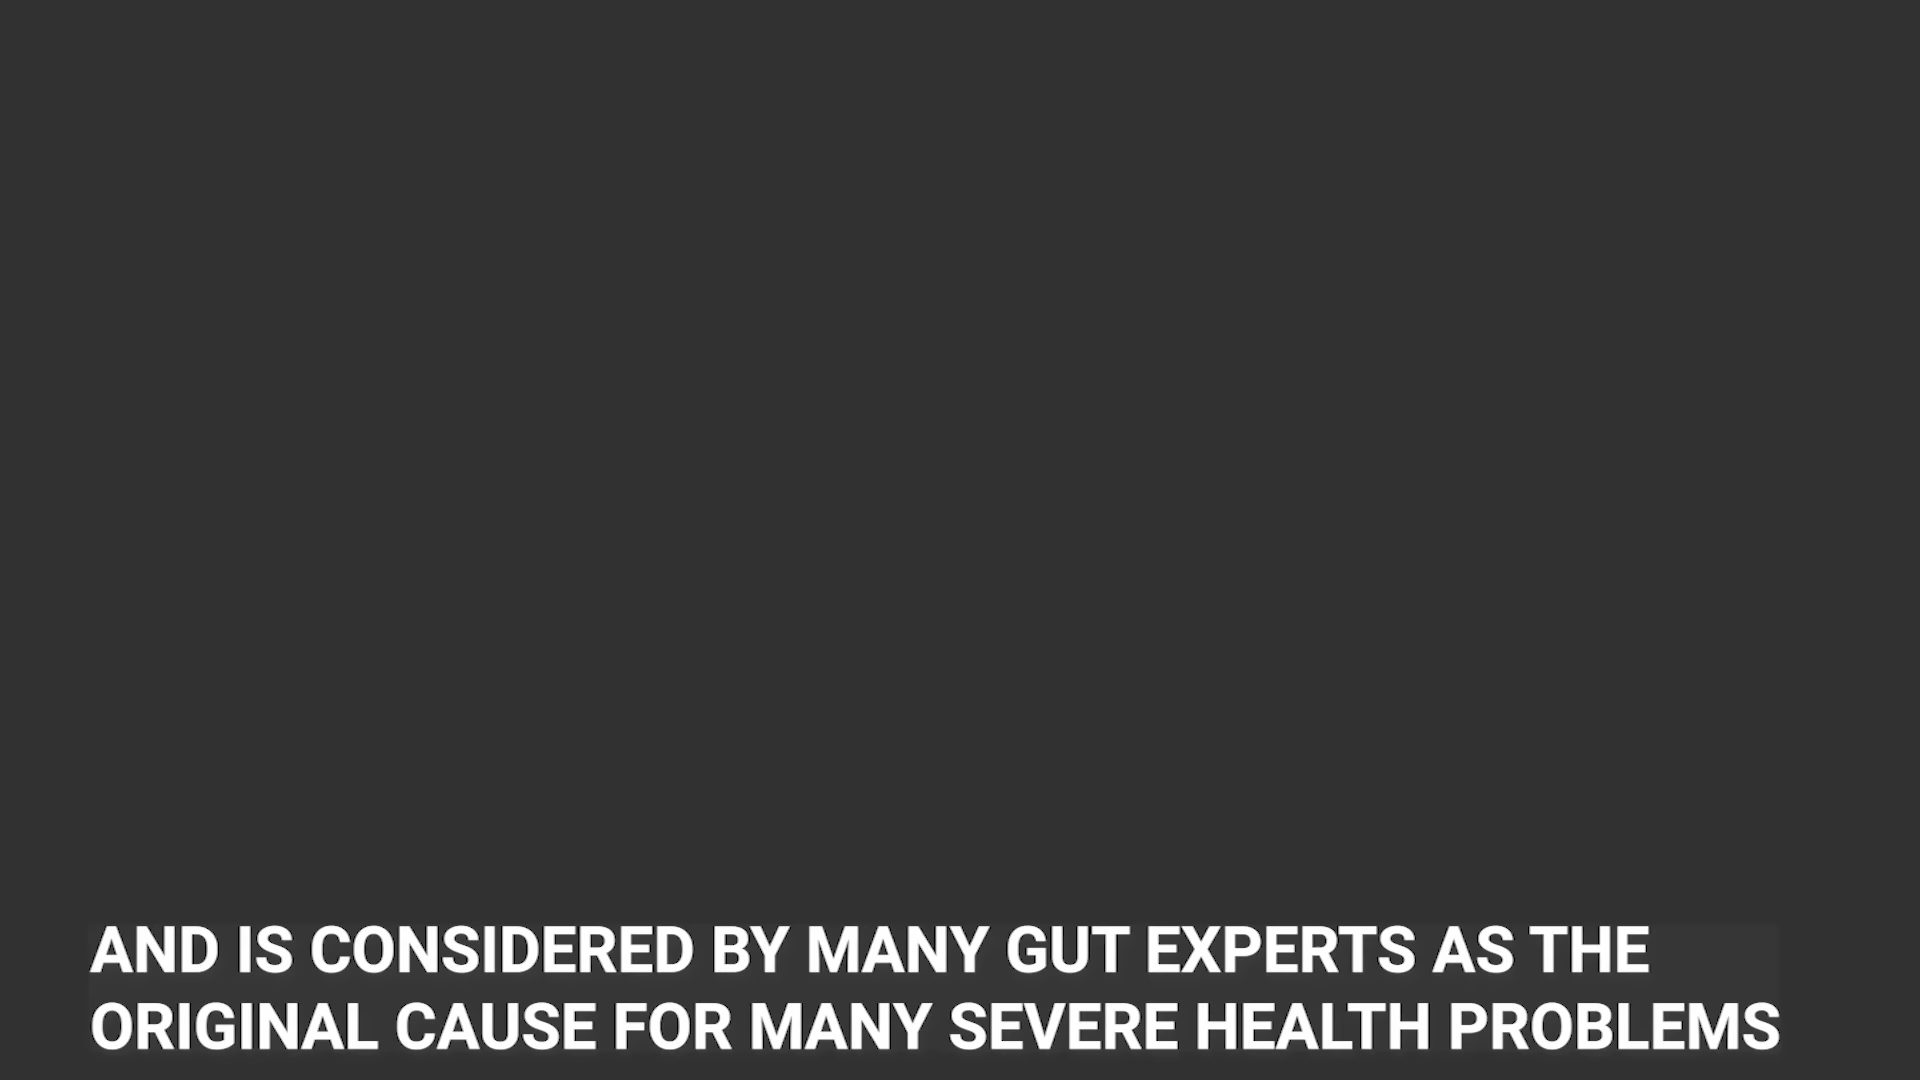 AND IS CONSIDERED BY MANY GUT EXPERTS AS THE
ORIGINAL CAUSE FOR MANY SEVERE HEALTH PROBLEMS